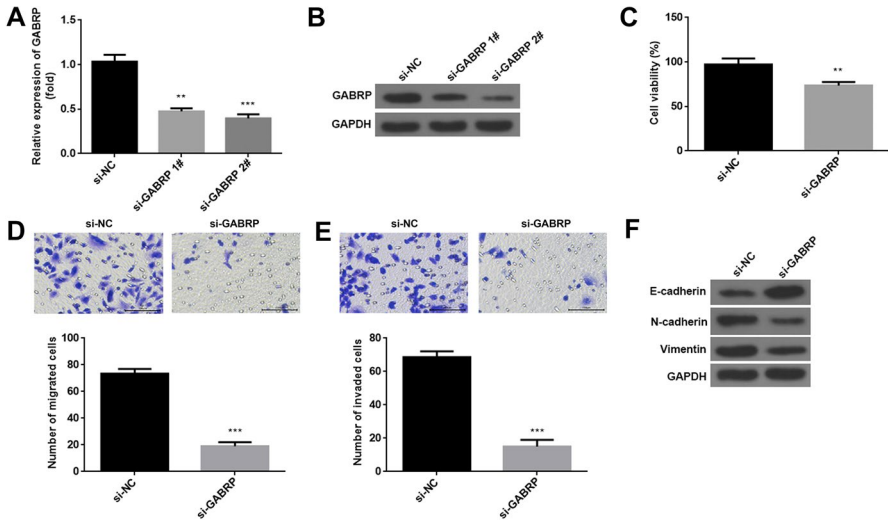 A
Relative expression of GABRP
(fold)
1.5
1.0
0.5
0.0
**
***
si-NC
si-GABRP 1#
si-GABRP 2#
B
si-NC
si-GABRP 1#
si-GABRP 2#
GABRP
GAPDH
C
Cell viability (%)
150
100
50
0
**
si-NC
si-GABRP
D
si-NC
si-GABRP
Number of migrated cells
100
80
60
40
20
0
***
si-NC
si-GABRP
E
si-NC
si-GABRP
Number of invaded cells
80
60
40
20
0
***
si-NC
si-GABRP
F
si-NC
si-GABRP
E-cadherin
N-cadherin
Vimentin
GAPDH